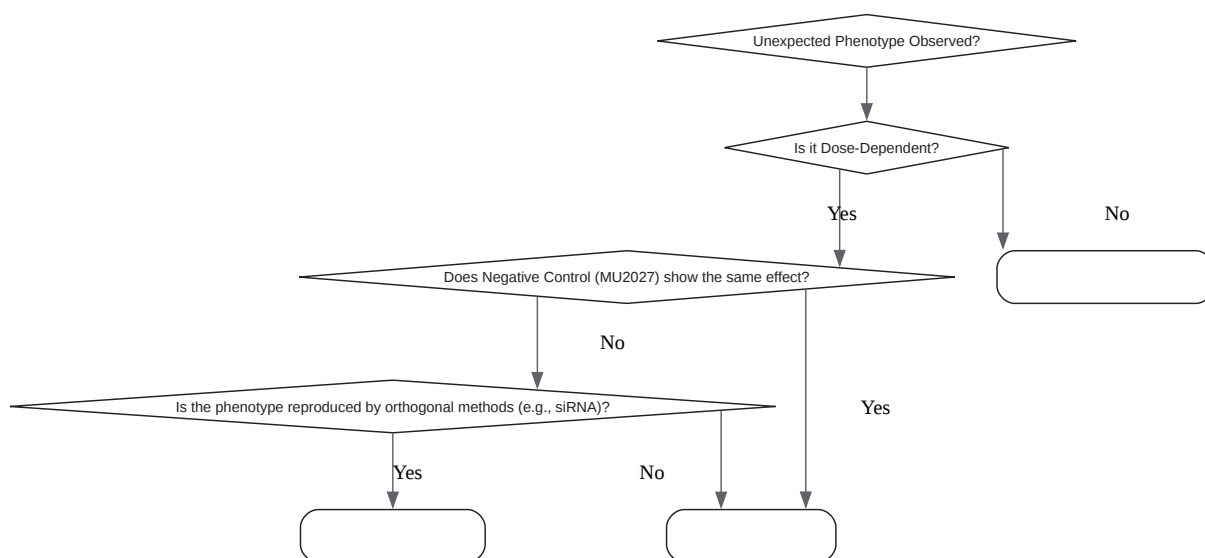 Unexpected Phenotype Observed?
Is it Dose-Dependent?
Yes
No
Does Negative Control (MU2027) show the same effect?
No
Is the phenotype reproduced by orthogonal methods (e.g., siRNA)?
Yes
Yes
No